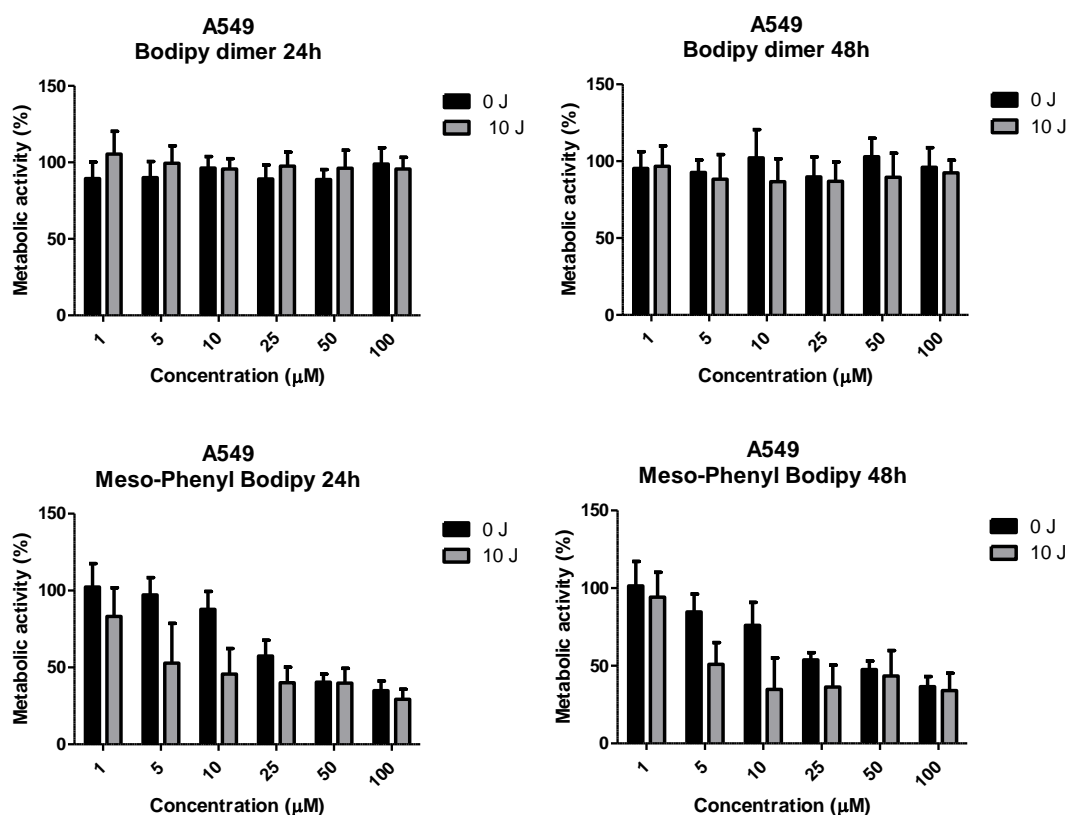 A549
Bodipy dimer 24h
Metabolic activity (%)
150
100
50
0
1 5 10 25 50 100
Concentration (μM)
0 J
10 J
A549
Bodipy dimer 48h
Metabolic activity (%)
150
100
50
0
1 5 10 25 50 100
Concentration (μM)
0 J
10 J
A549
Meso-Phenyl Bodipy 24h
Metabolic activity (%)
150
100
50
0
1 5 10 25 50 100
Concentration (μM)
0 J
10 J
A549
Meso-Phenyl Bodipy 48h
Metabolic activity (%)
150
100
50
0
1 5 10 25 50 100
Concentration (μM)
0 J
10 J